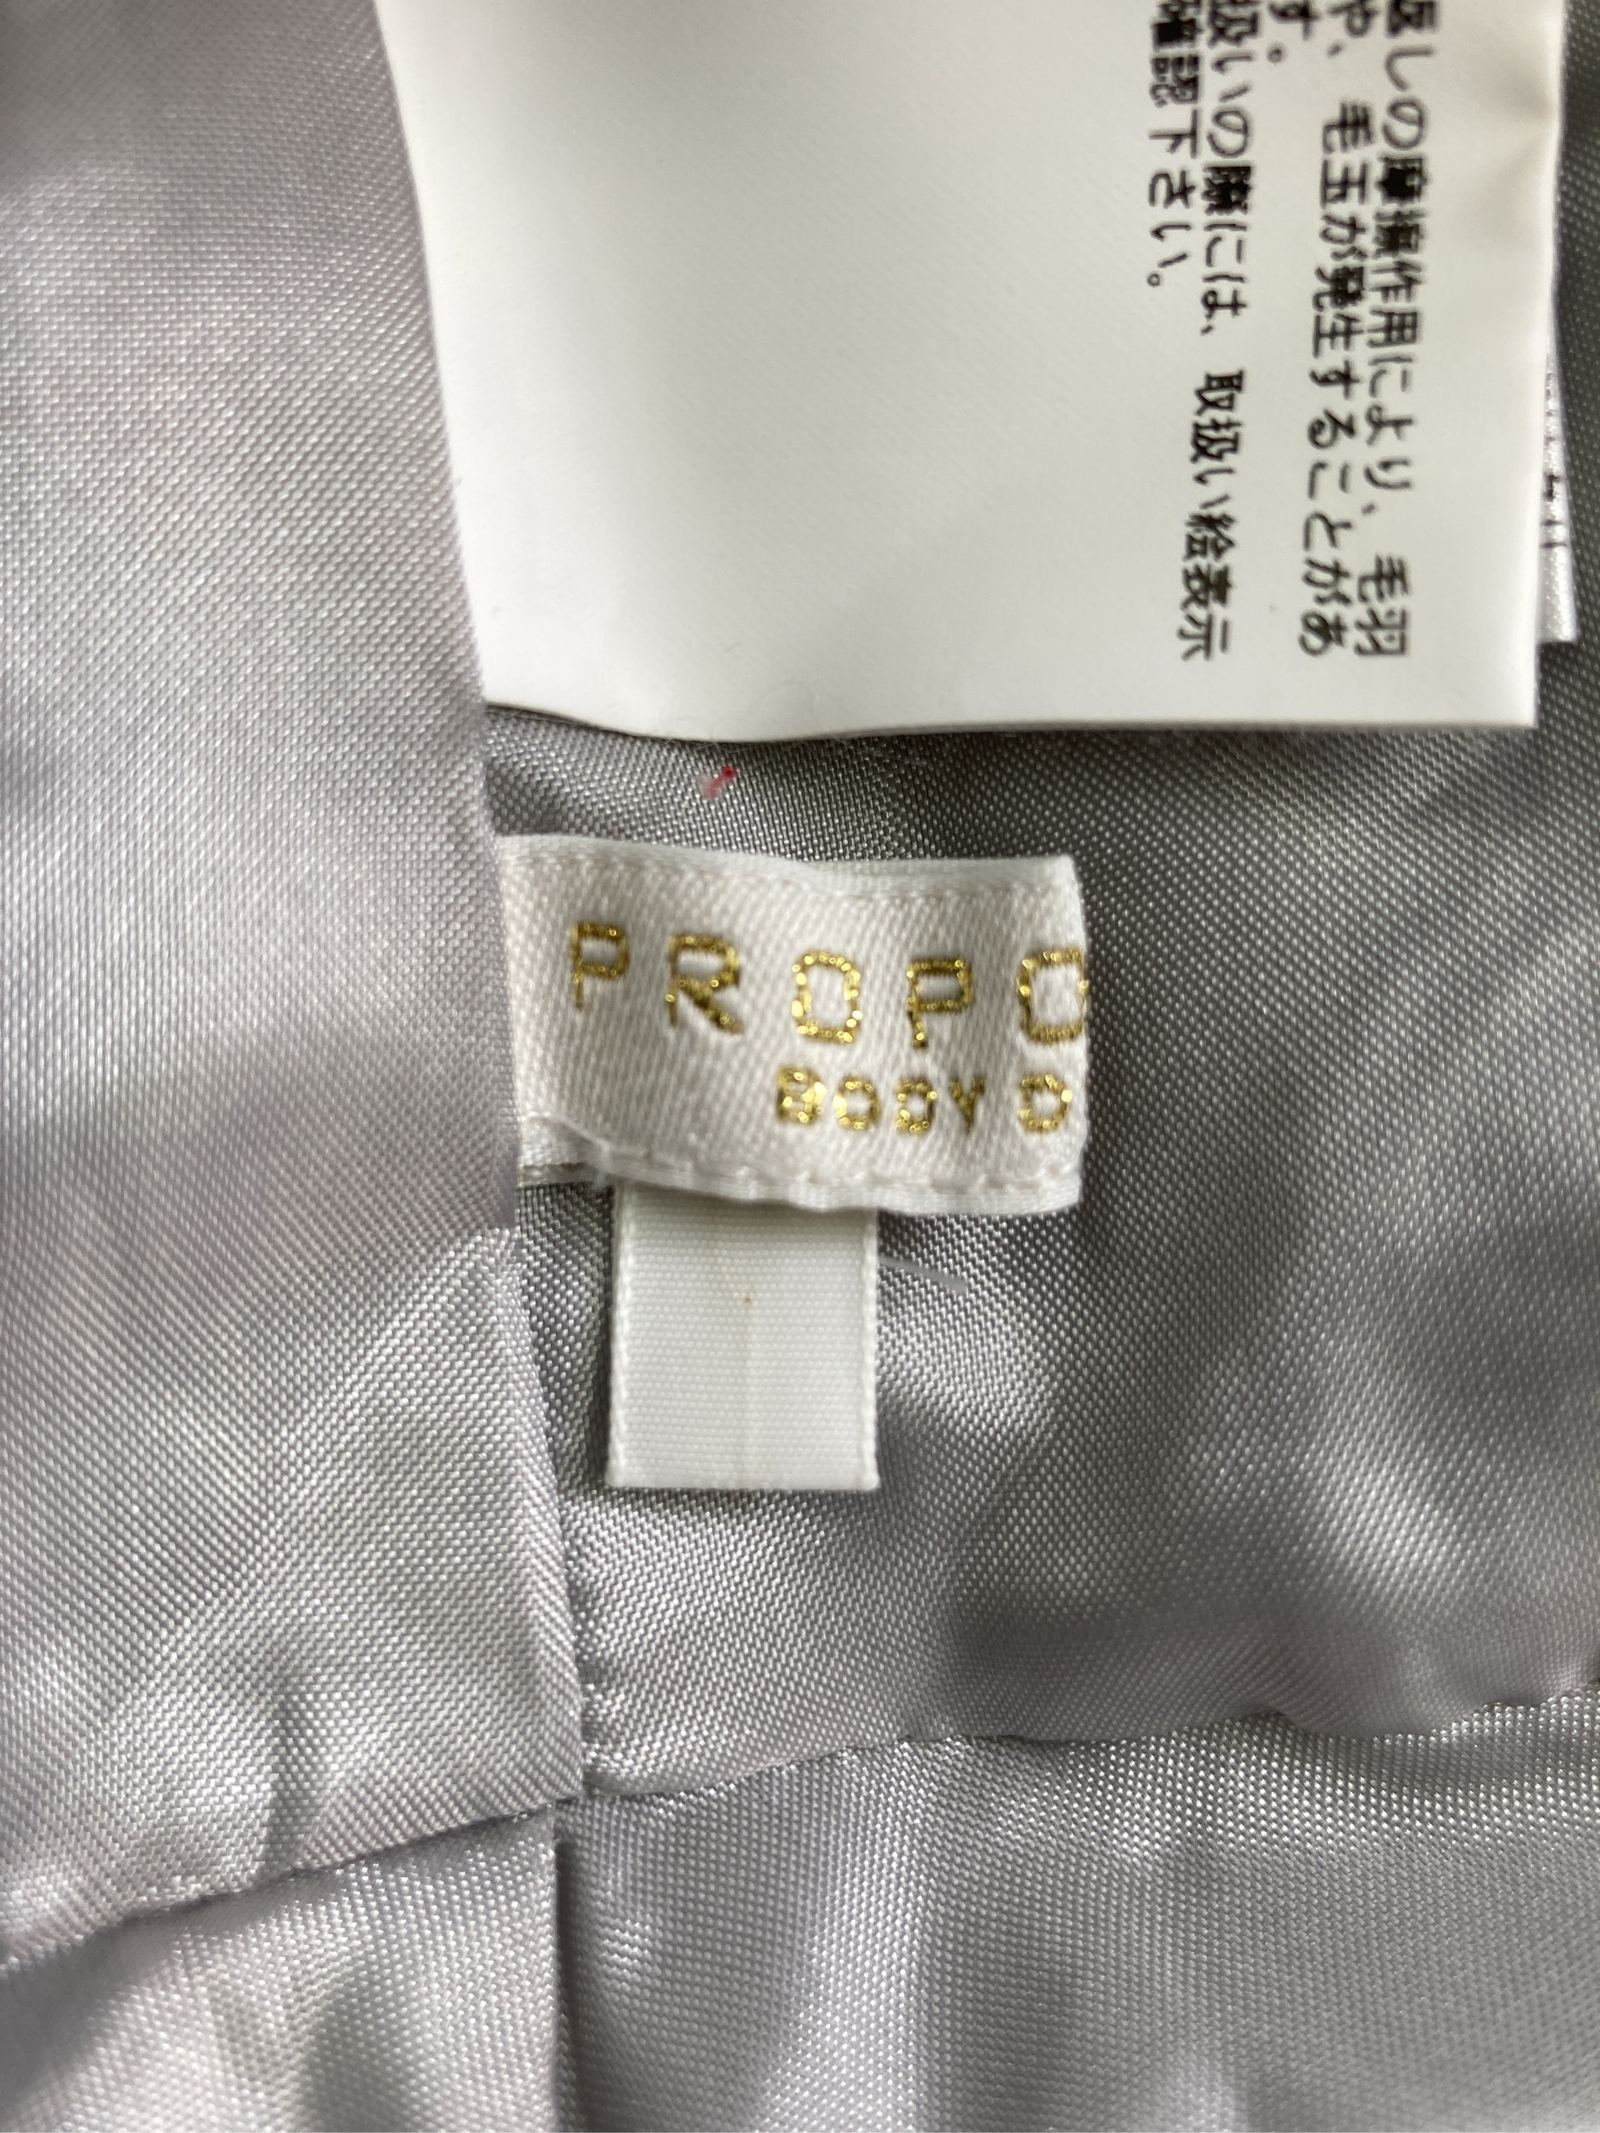 返しの摩擦作用により、毛羽
や、毛玉が発生することがあ
す。
扱いの際には、取扱い絵表示
確認下さい。
PROPO
BODY D